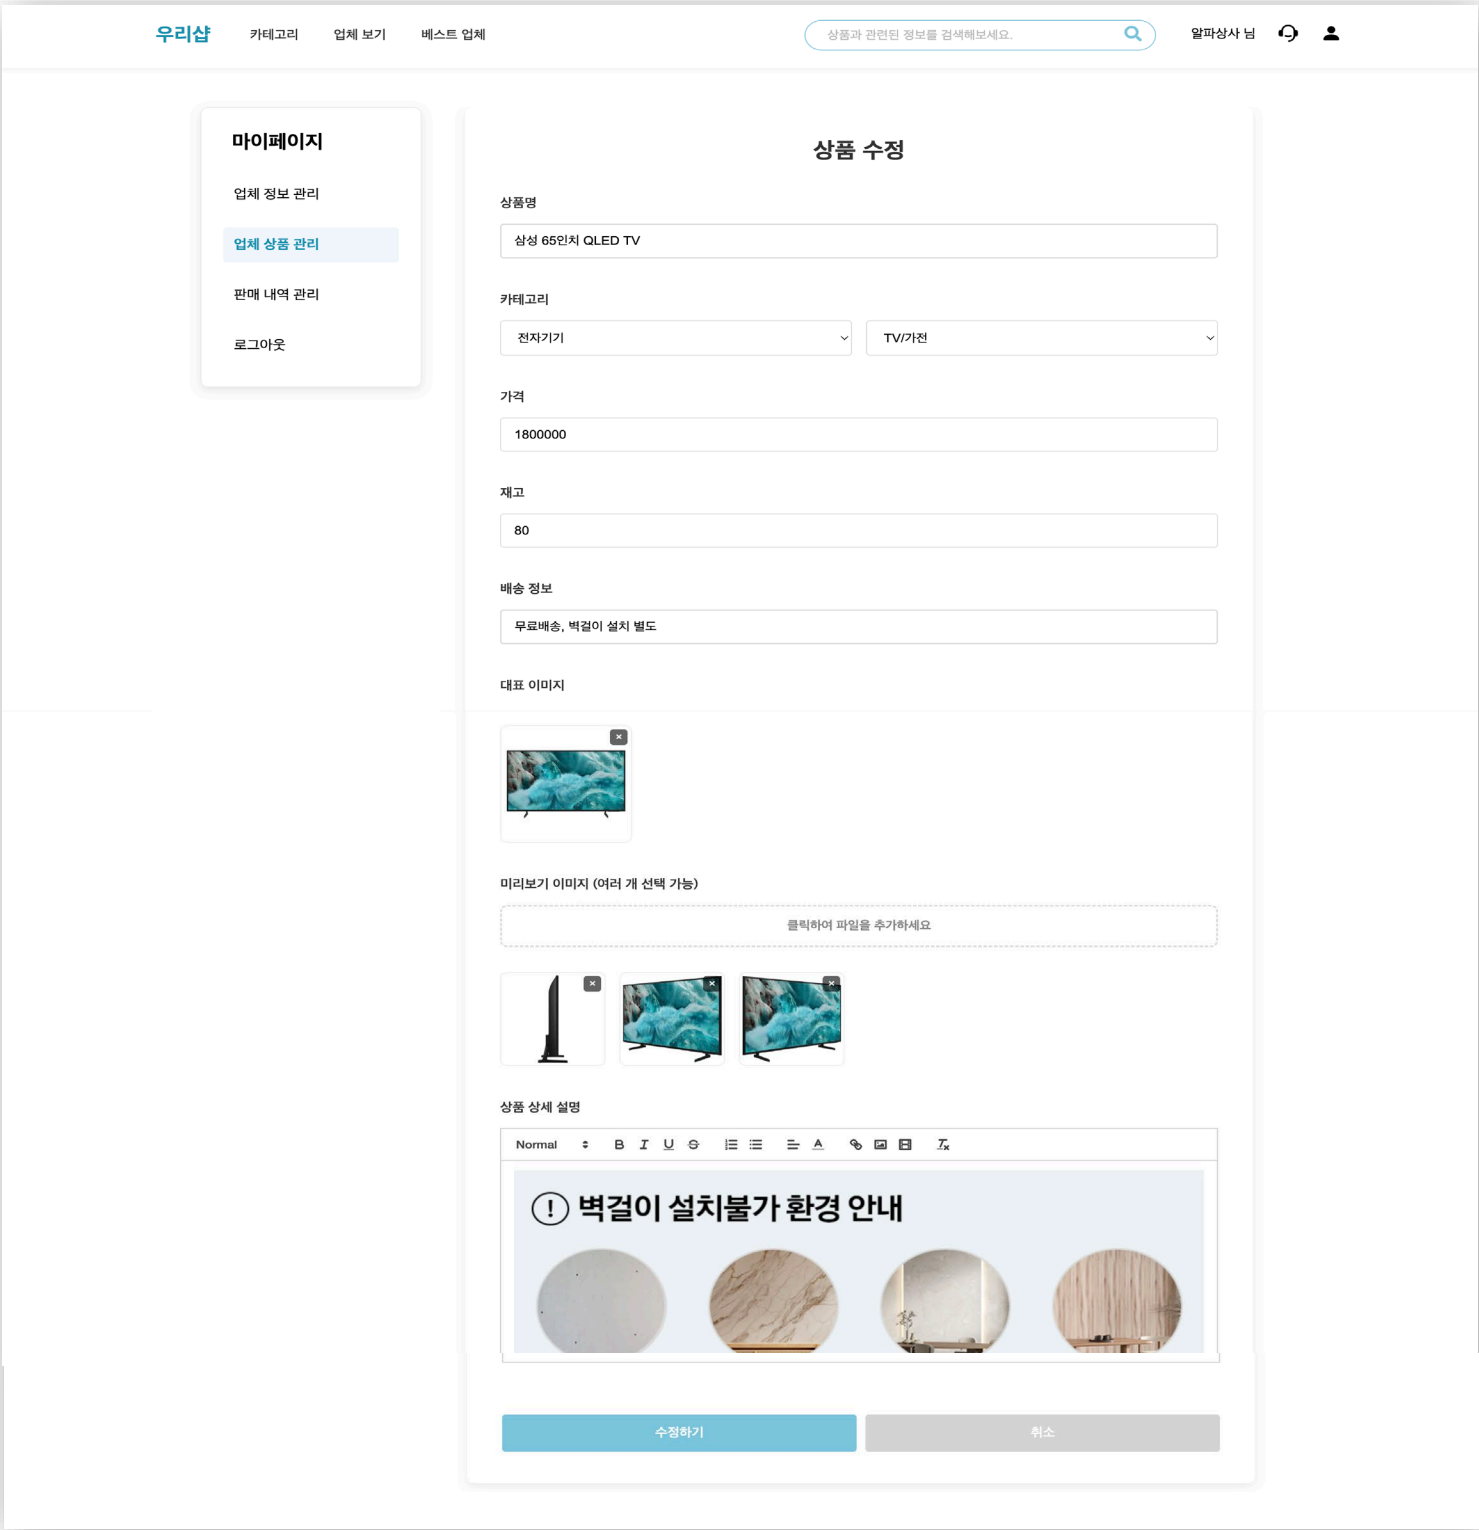 우리샵
카테고리
업체 보기
베스트 업체
상품과 관련된 정보를 검색해보세요.
알파상사 님
마이페이지
업체 정보 관리
업체 상품 관리
판매 내역 관리
로그아웃
상품 수정
상품명
삼성 65인치 QLED TV
카테고리
전자기기
TV/가전
가격
1800000
재고
80
배송 정보
무료배송, 벽걸이 설치 별도
대표 이미지
미리보기 이미지 (여러 개 선택 가능)
클릭하여 파일을 추가하세요
상품 상세 설명
Normal
벽걸이 설치불가 환경 안내
수정하기
취소